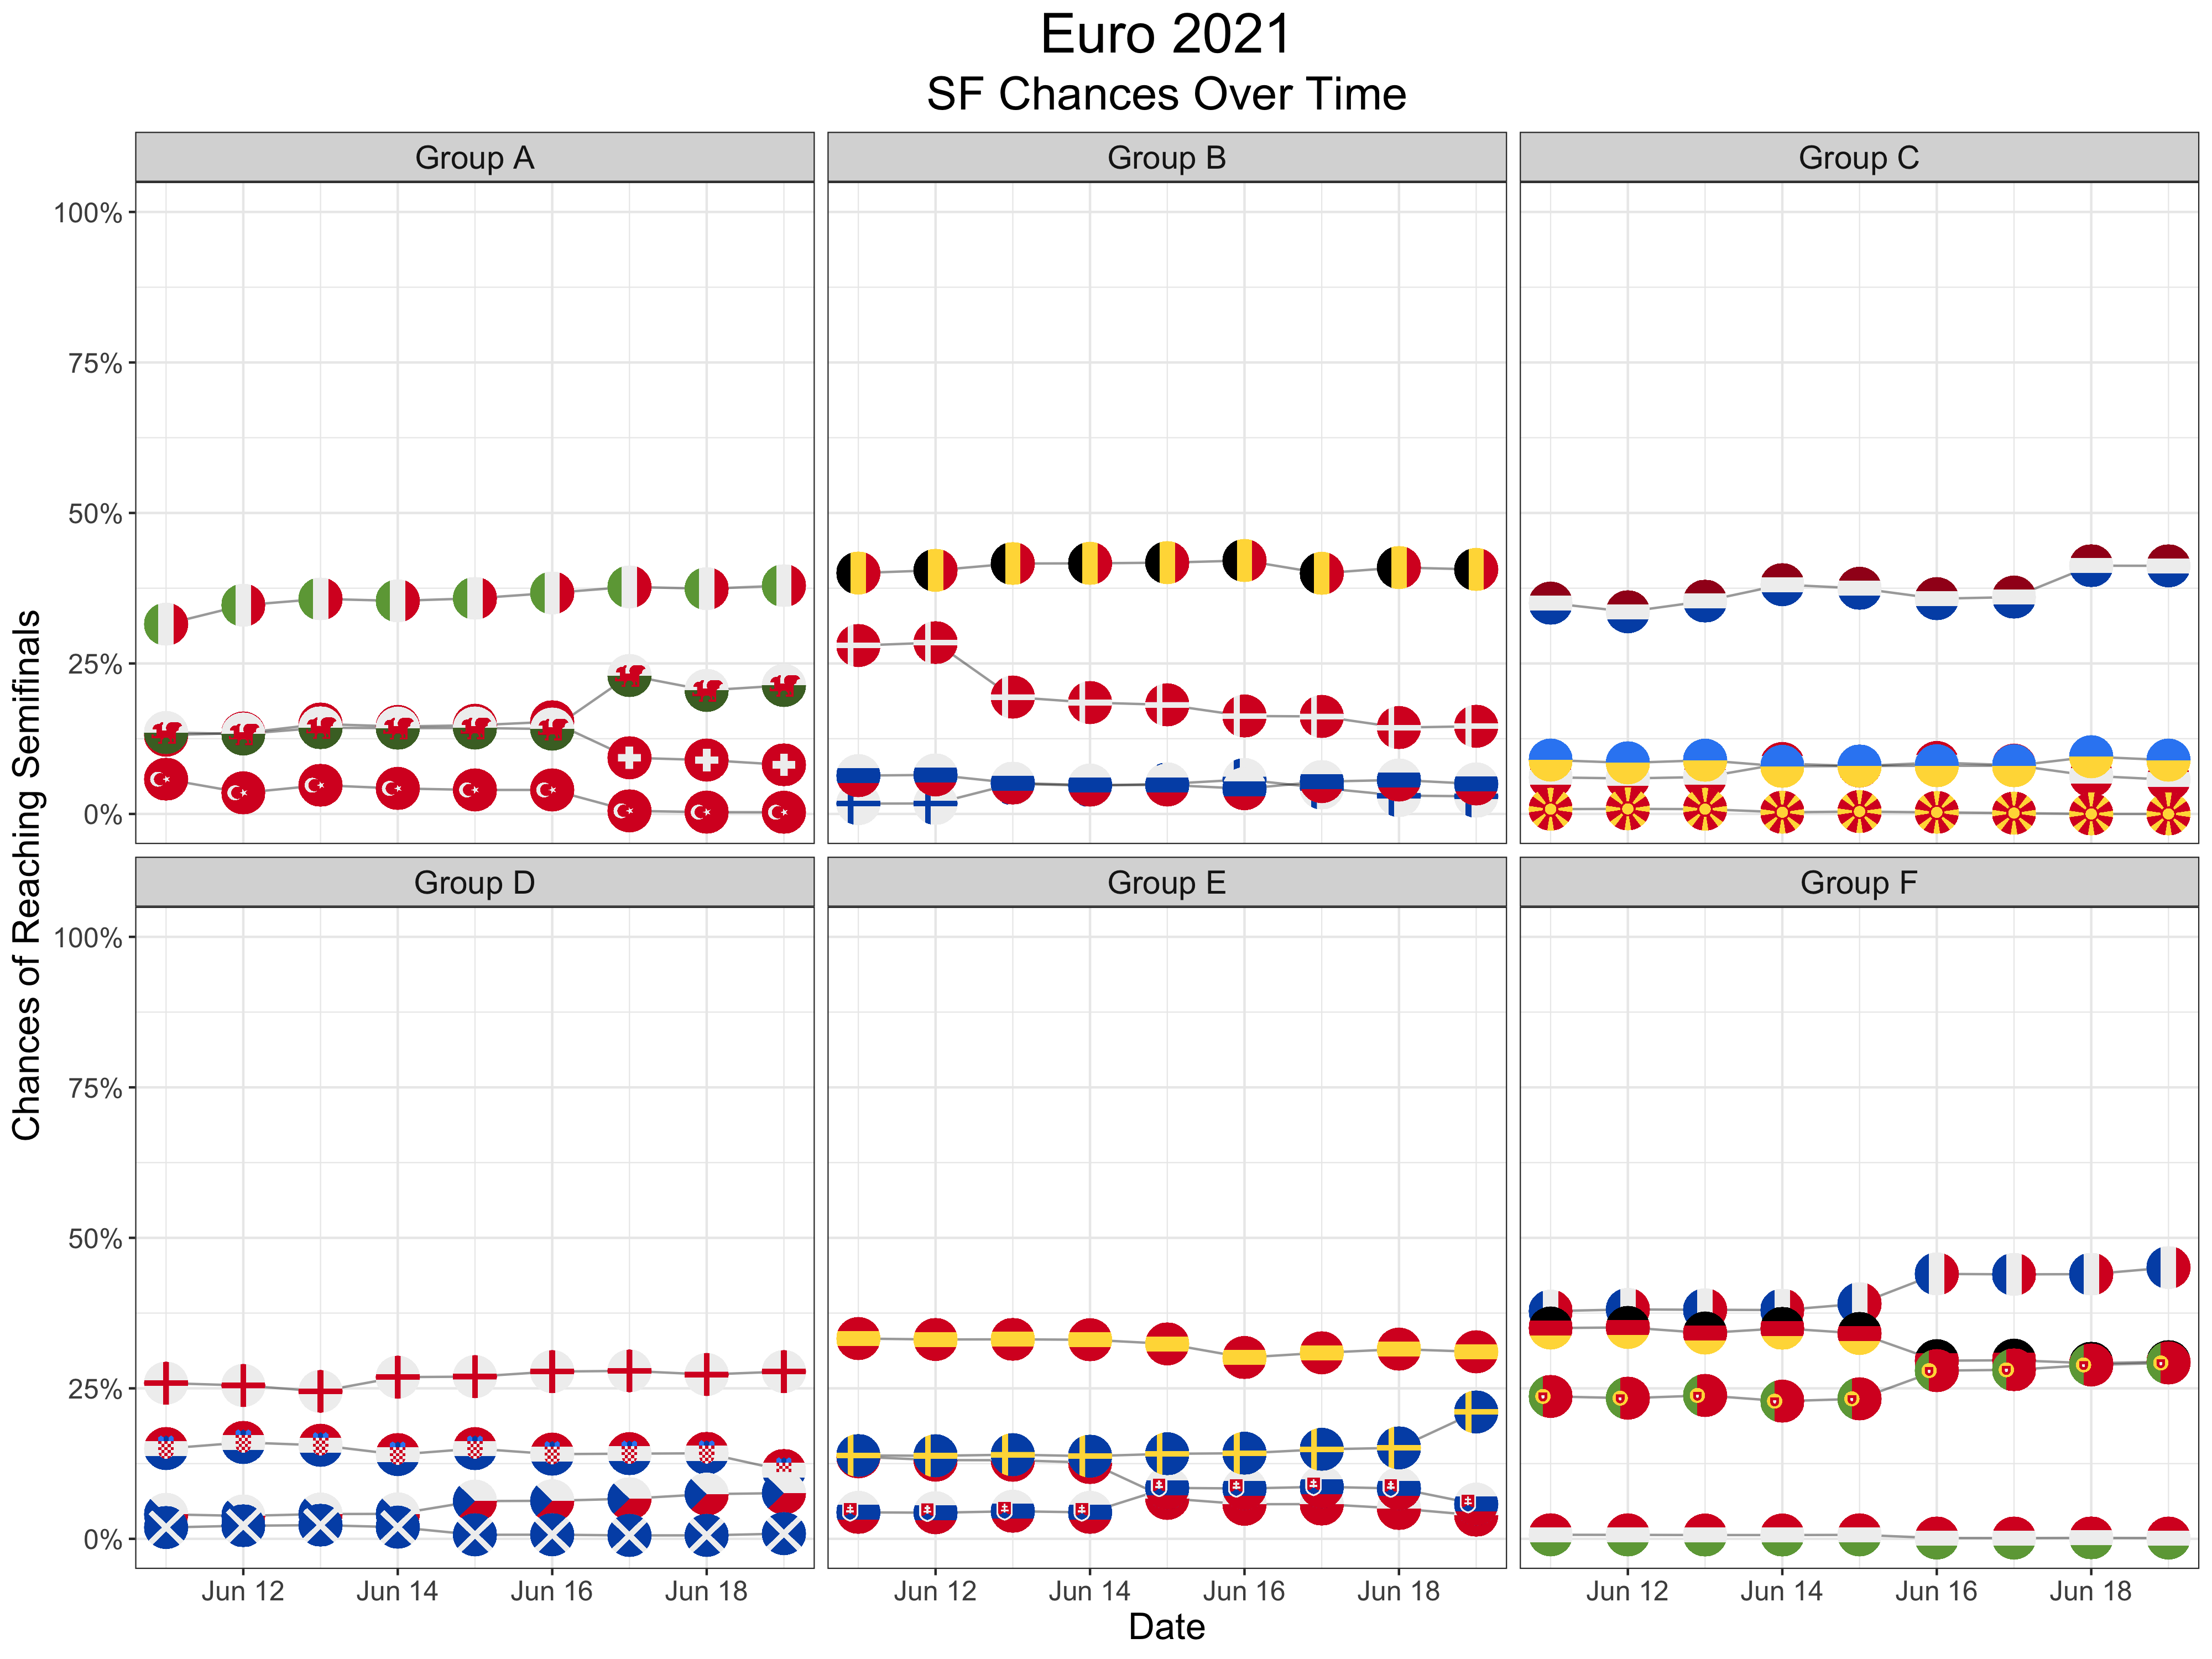 Euro 2021
SF Chances Over Time
Group A
Group B
Group C
100%
75%
50%
25%
0%
Group D
Group E
Group F
100%
75%
50%
25%
0%
Jun 12
Jun 14
Jun 16
Jun 18
Jun 12
Jun 14
Jun 16
Jun 18
Jun 12
Jun 14
Jun 16
Jun 18
Date
Chances of Reaching Semifinals